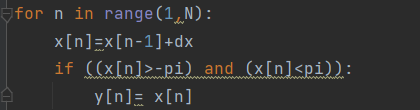 for n in range(1,N):
    x[n]=x[n-1]+dx
    if ((x[n]>-pi) and (x[n]<pi)):
        y[n]= x[n]